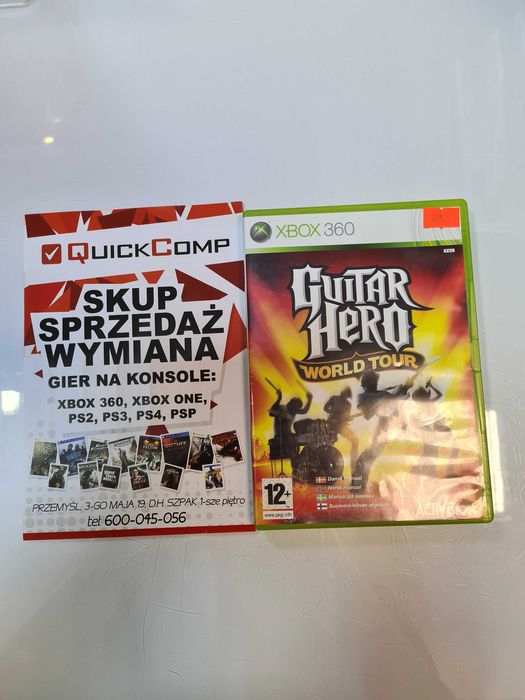 QUICKCOMP
SKUP
SPRZEDAŻ
WYMIANA
GIER NA KONSOLE:
XBOX 360, XBOX ONE,
PS2, PS3, PS4, PSP
PRZEMYŚL, 3-GO MAJA 19, D.H. SZPAK, 1-sze piętro
tel: 600-045-056
XBOX 360
PAL
GUITAR
HERO
WORLD TOUR
12+
www.pegi.info
Dansk manual
Norsk manual
Manual på svenska
Suomenkielinen
ACTIVISION